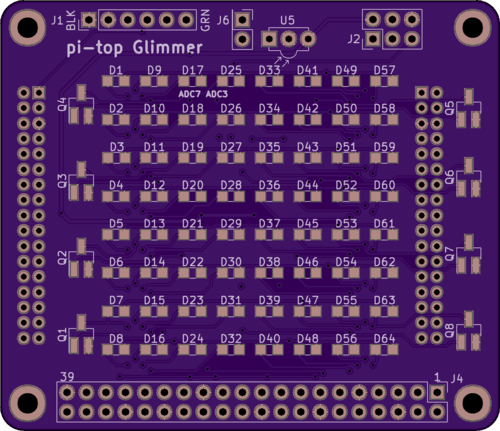 J1 BLK GRN J6 U5 J2
pi-top Glimmer
D1 D9 D17 D25 D33 D41 D49 D57
ADC7 ADC3
Q4 D2 D10 D18 D26 D34 D42 D50 D58 Q5
D3 D11 D19 D27 D35 D43 D51 D59
Q3 D4 D12 D20 D28 D36 D44 D52 D60 Q6
D5 D13 D21 D29 D37 D45 D53 D61
Q2 D6 D14 D22 D30 D38 D46 D54 D62 Q7
D7 D15 D23 D31 D39 D47 D55 D63
Q1 D8 D16 D24 D32 D40 D48 D56 D64 Q8
39 1 J4